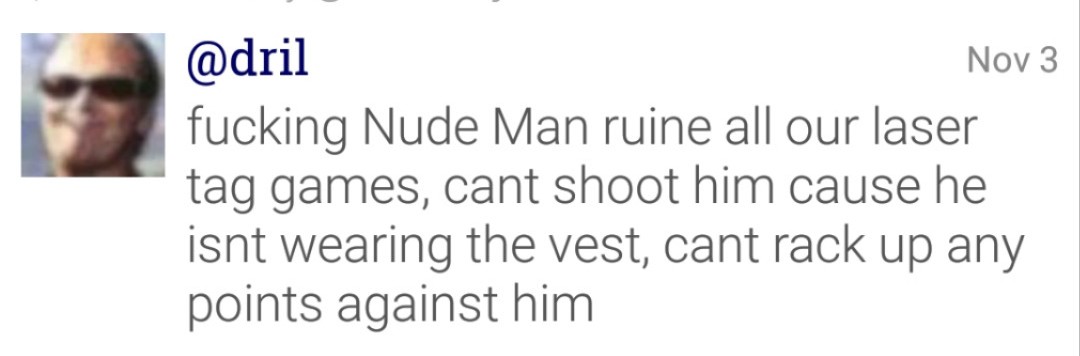 @dril
Nov 3
fucking Nude Man ruine all our laser
tag games, cant shoot him cause he
isnt wearing the vest, cant rack up any
points against him